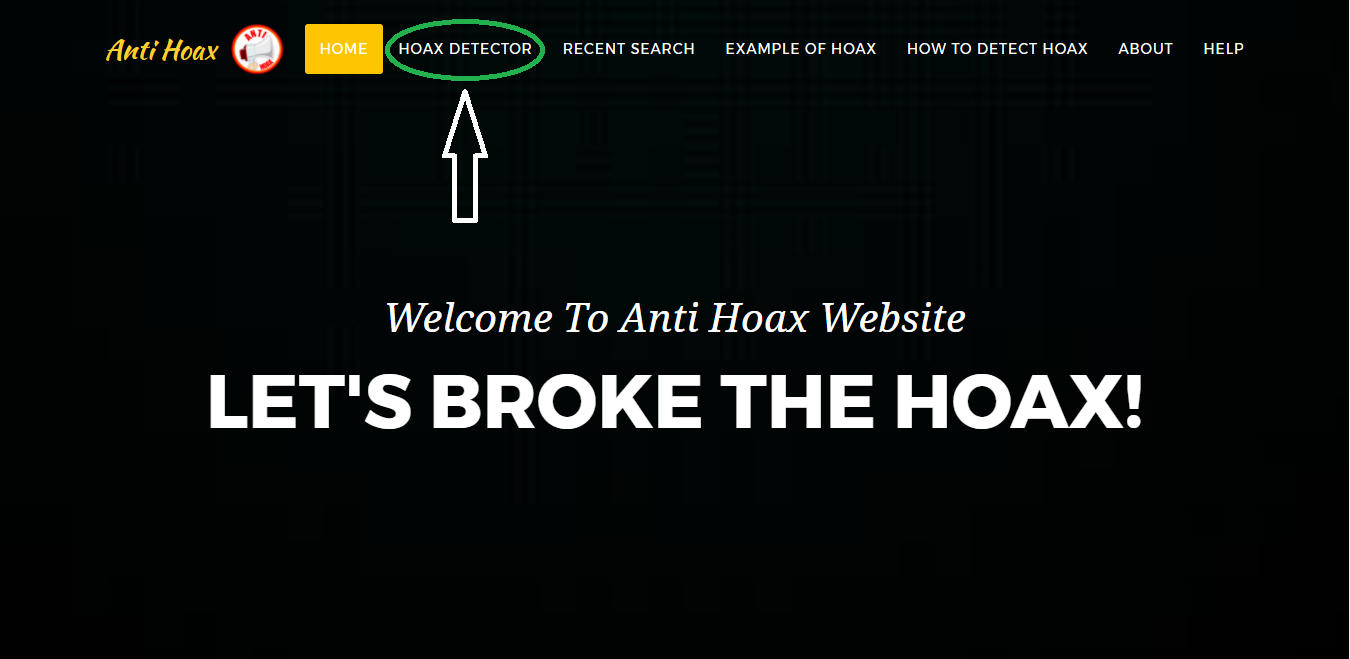 Anti Hoax ANTI HOAX HOME HOAX DETECTOR RECENT SEARCH EXAMPLE OF HOAX HOW TO DETECT HOAX ABOUT HELP
Welcome To Anti Hoax Website
LET'S BROKE THE HOAX!